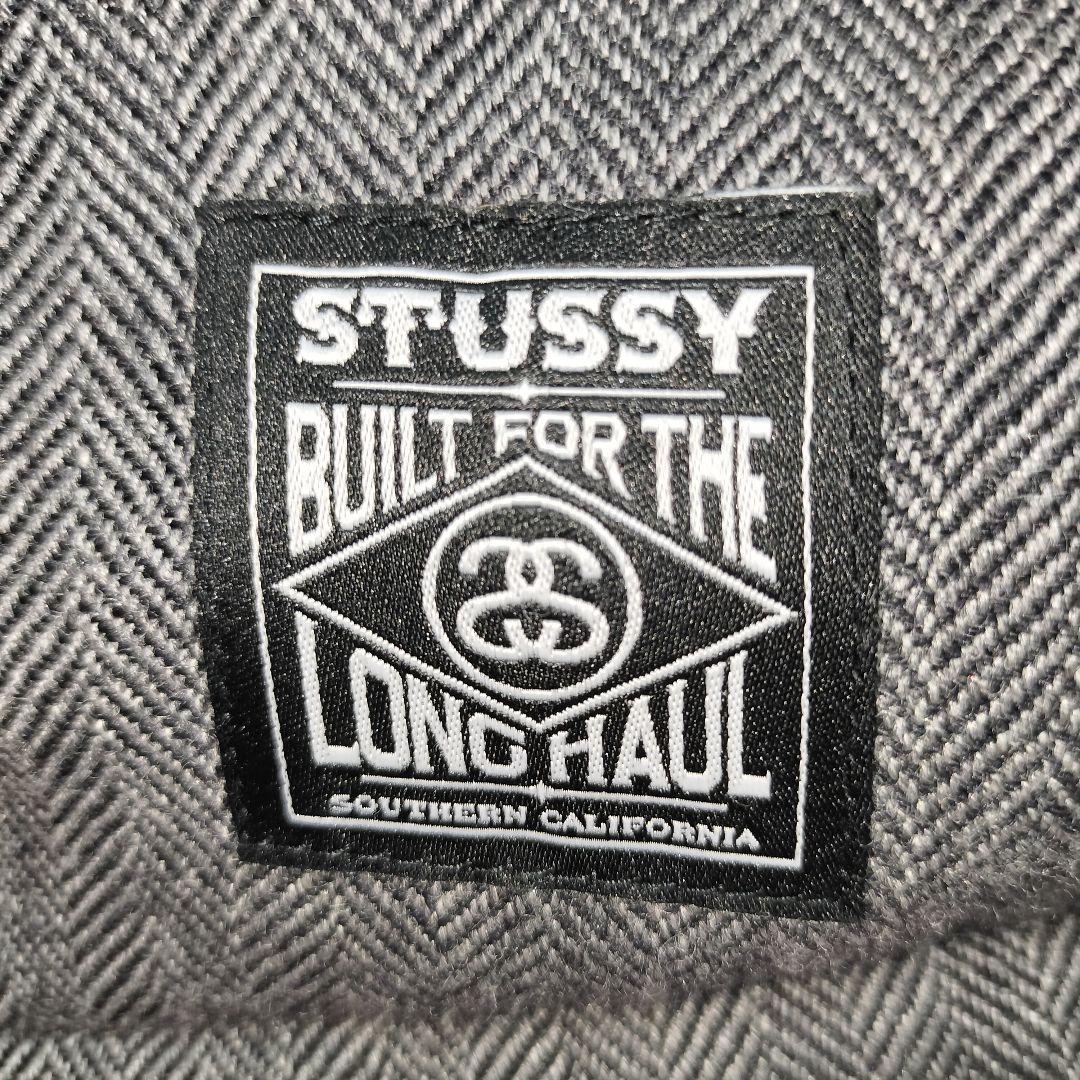 STUSSY
BUILT FOR THE
LONG HAUL
SOUTHERN CALIFORNIA